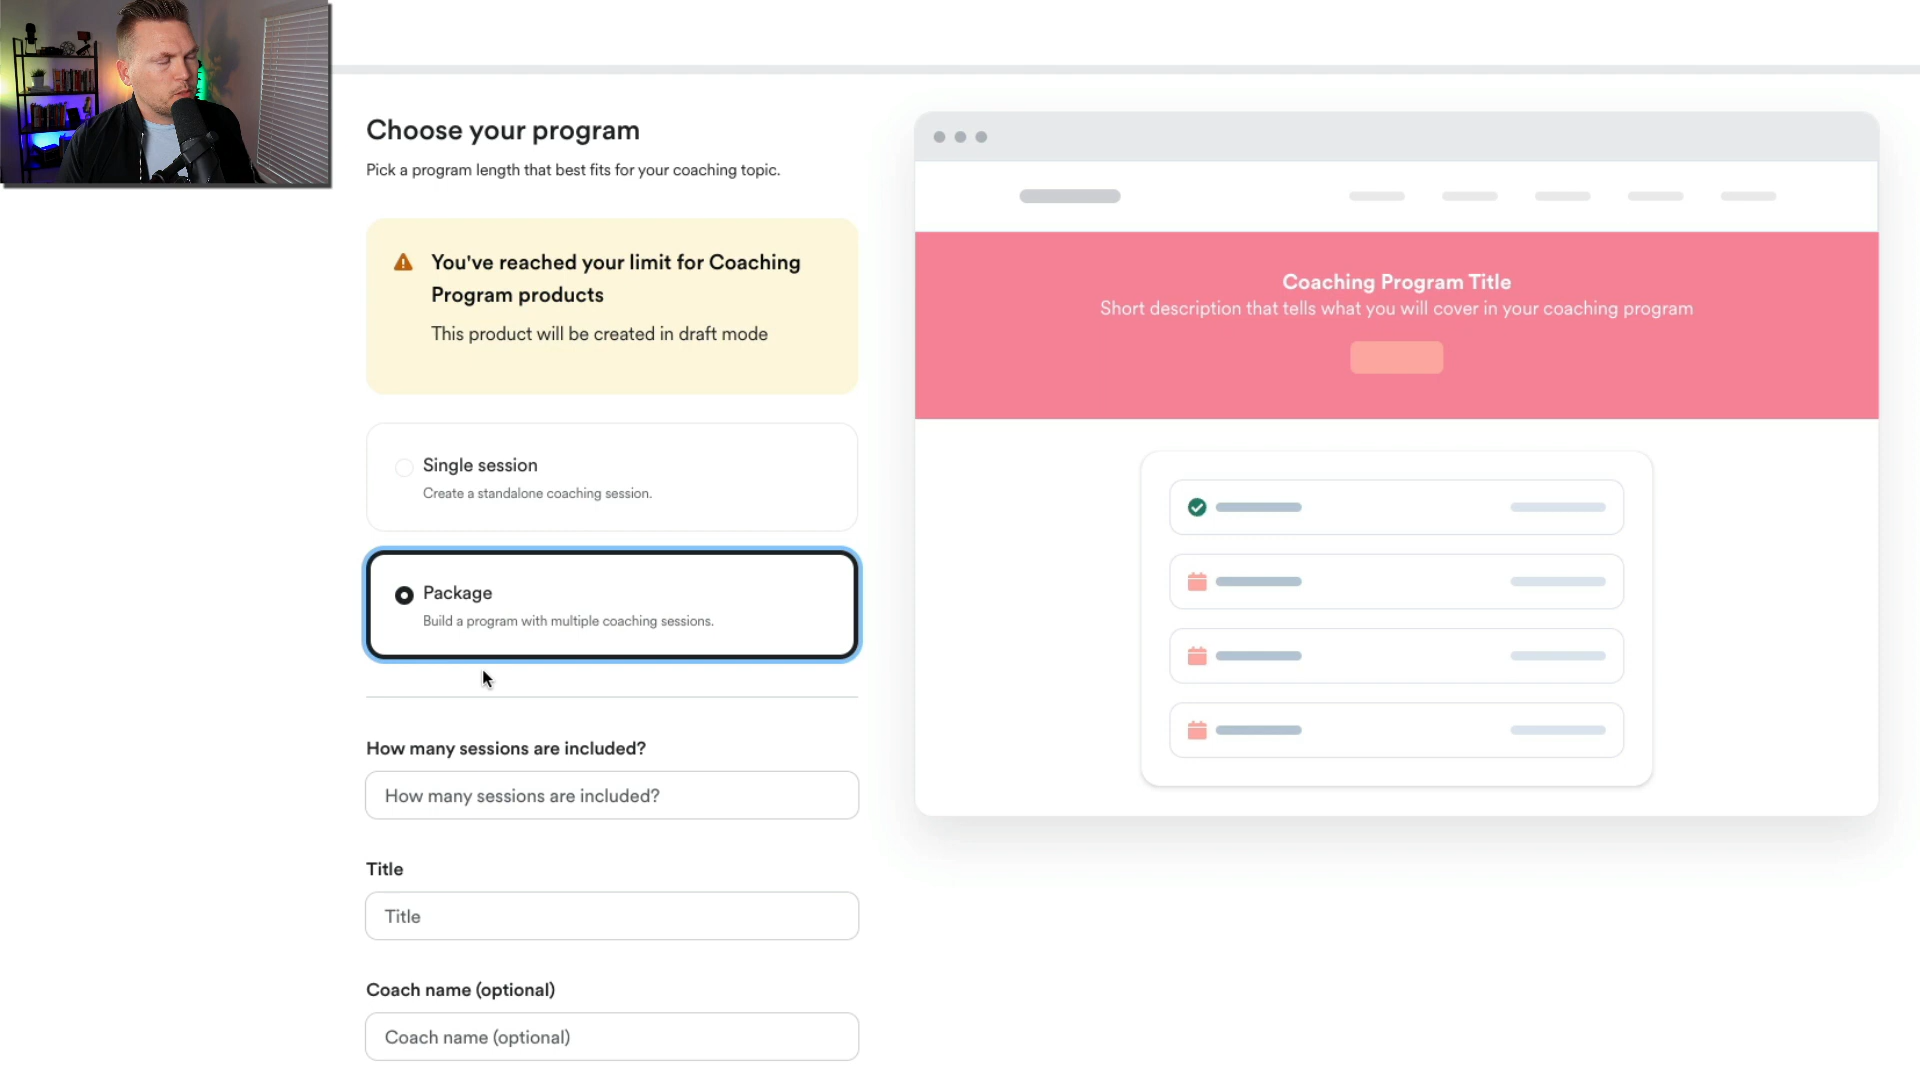 Choose your program
Pick a program length that best fits for your coaching topic.
You've reached your limit for Coaching
Program products
This product will be created in draft mode
Single session
Create a standalone coaching session.
Package
Build a program with multiple coaching sessions.
How many sessions are included?
How many sessions are included?
Title
Title
Coach name (optional)
Coach name (optional)
Coaching Program Title
Short description that tells what you will cover in your coaching program